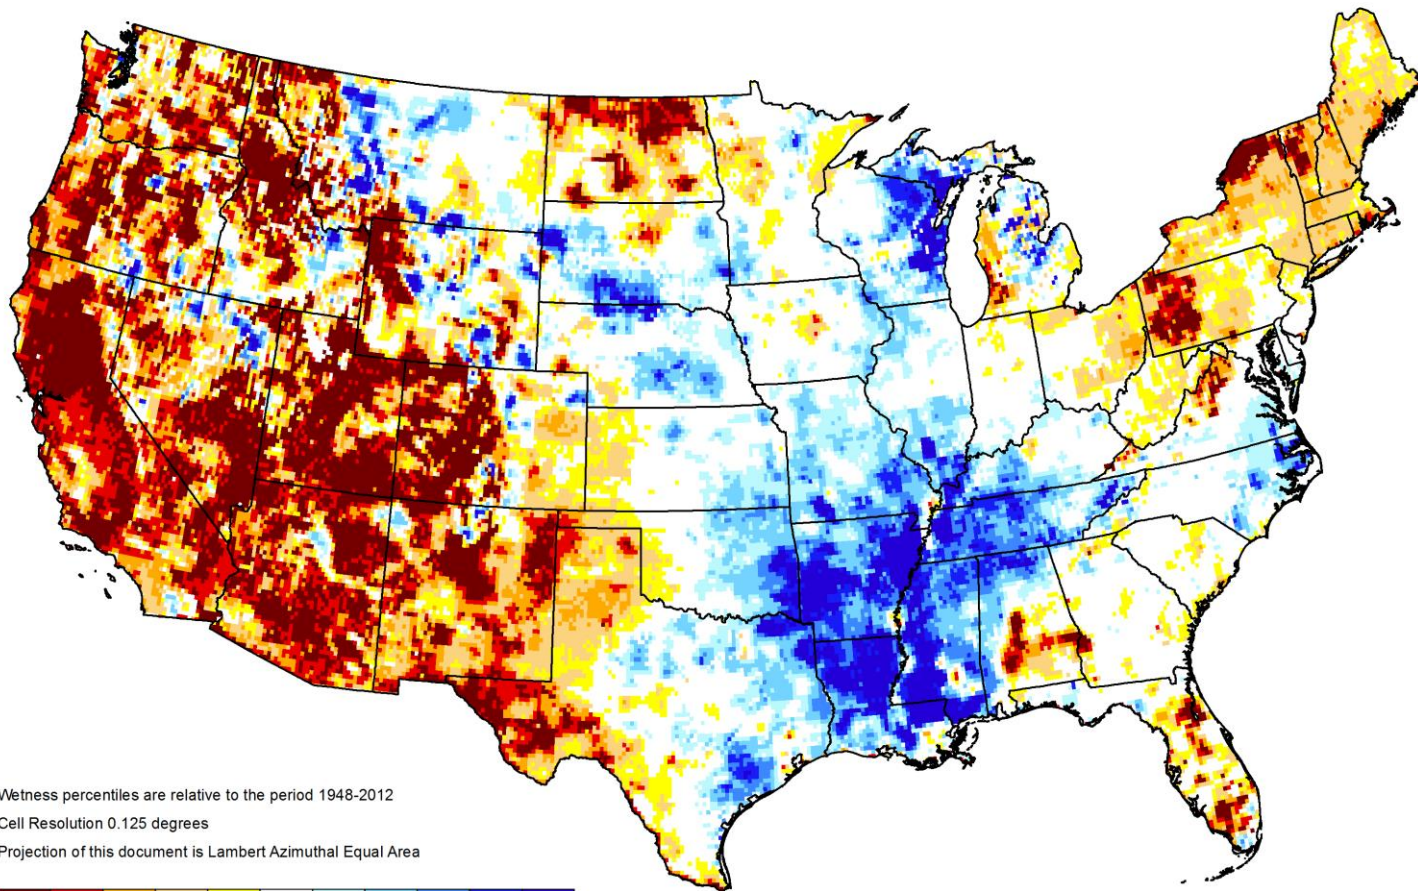 Wetness percentiles are relative to the period 1948-2012
Cell Resolution 0.125 degrees
Projection of this document is Lambert Azimuthal Equal Area